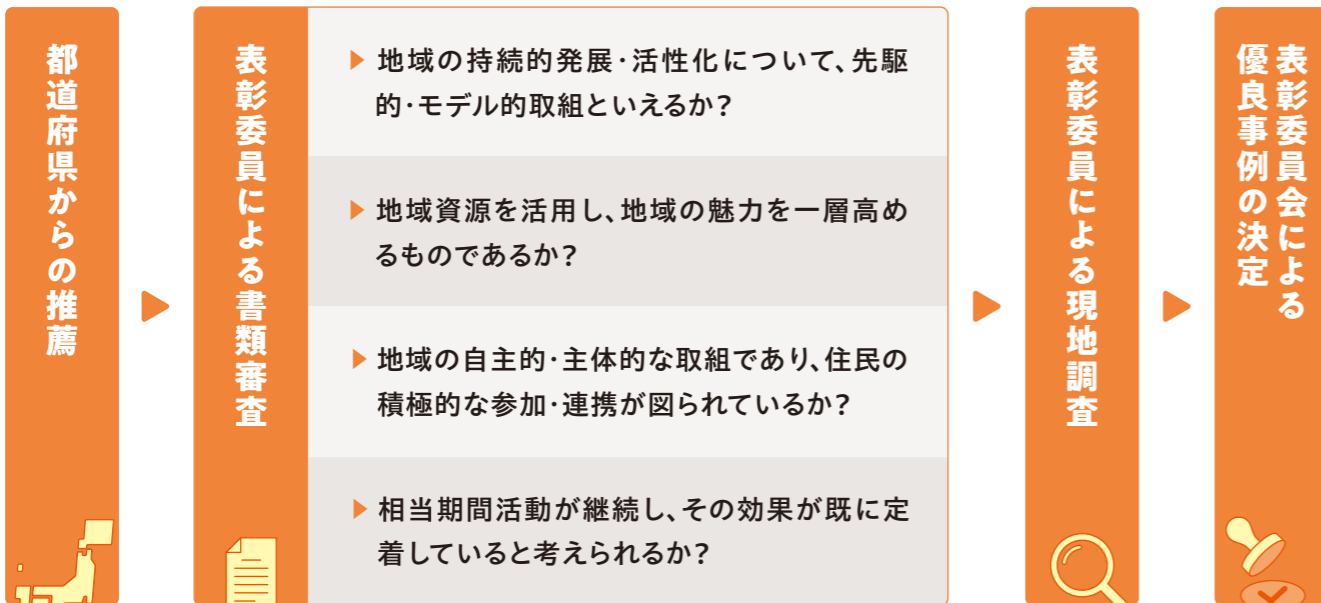 都道府県からの推薦
表彰委員による書類審査
地域の持続的発展・活性化について、先駆
的・モデル的取組といえるか？
地域資源を活用し、地域の魅力を一層高め
るものであるか？
地域の自主的・主体的な取組であり、住民の
積極的な参加・連携が図られているか？
相当期間活動が継続し、その効果が既に定
着していると考えられるか？
表彰委員による現地調査
表彰委員会による
優良事例の決定